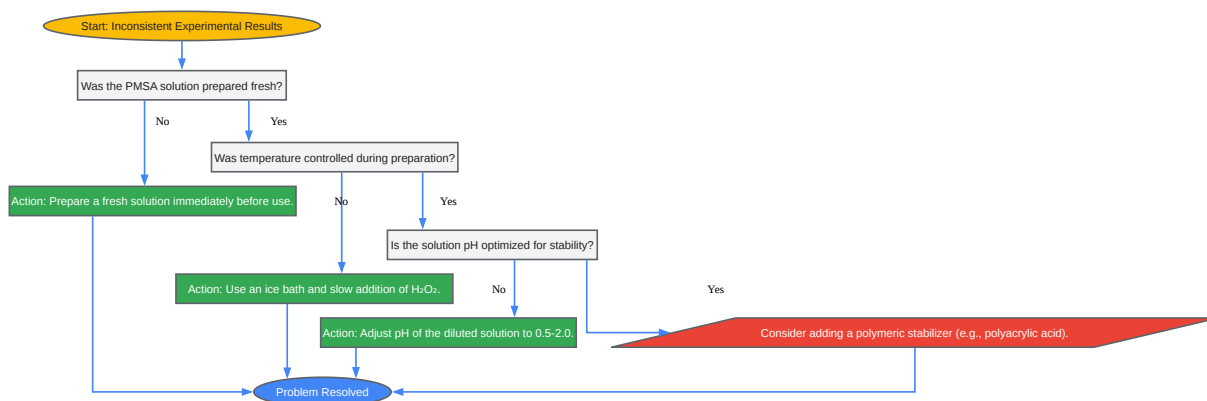 Start: Inconsistent Experimental Results
Was the PMSA solution prepared fresh?
No
Yes
Was temperature controlled during preparation?
Action: Prepare a fresh solution immediately before use.
No
Yes
Is the solution pH optimized for stability?
Action: Use an ice bath and slow addition of H₂O₂.
No
Yes
Action: Adjust pH of the diluted solution to 0.5-2.0.
Consider adding a polymeric stabilizer (e.g., polyacrylic acid).
Problem Resolved